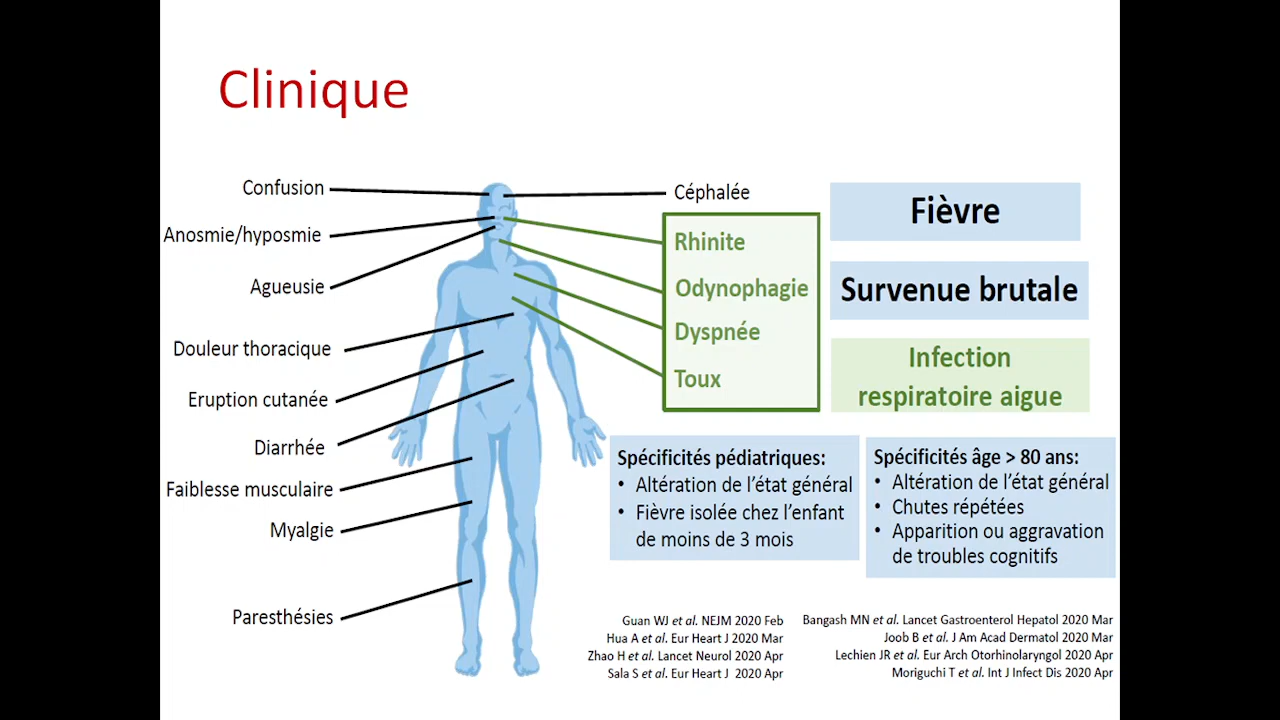 Clinique
Confusion
Anosmie/hyposmie
Agueusie
Douleur thoracique
Eruption cutanée
Diarrhée
Faiblesse musculaire
Myalgie
Paresthésies
Céphalée
Rhinite
Odynophagie
Dyspnée
Toux
Fièvre
Survenue brutale
Infection
respiratoire aigue
Spécificités pédiatriques:
• Altération de l'état général
• Fièvre isolée chez l'enfant
de moins de 3 mois
Spécificités âge > 80 ans:
• Altération de l'état général
• Chutes répétées
• Apparition ou aggravation
de troubles cognitifs
Guan WJ et al. NEJM 2020 Feb
Hua A et al. Eur Heart J 2020 Mar
Zhao H et al. Lancet Neurol 2020 Apr
Sala S et al. Eur Heart J 2020 Apr
Bangash MN et al. Lancet Gastroenterol Hepatol 2020 Mar
Joob B et al. J Am Acad Dermatol 2020 Mar
Lechien JR et al. Eur Arch Otorhinolaryngol 2020 Apr
Moriguchi T et al. Int J Infect Dis 2020 Apr